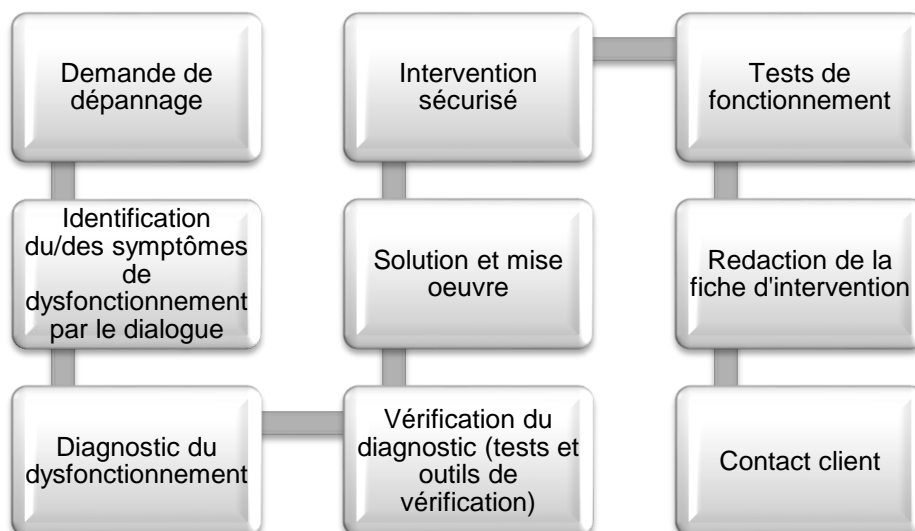 Demande de
dépannage
Identification
du/des symptômes
de
dysfonctionnement
par le dialogue
Diagnostic du
dysfonctionnement
Vérification du
diagnostic (tests et
outils de
vérification)
Solution et mise
oeuvre
Intervention
sécurisé
Tests de
fonctionnement
Redaction de la
fiche d'intervention
Contact client